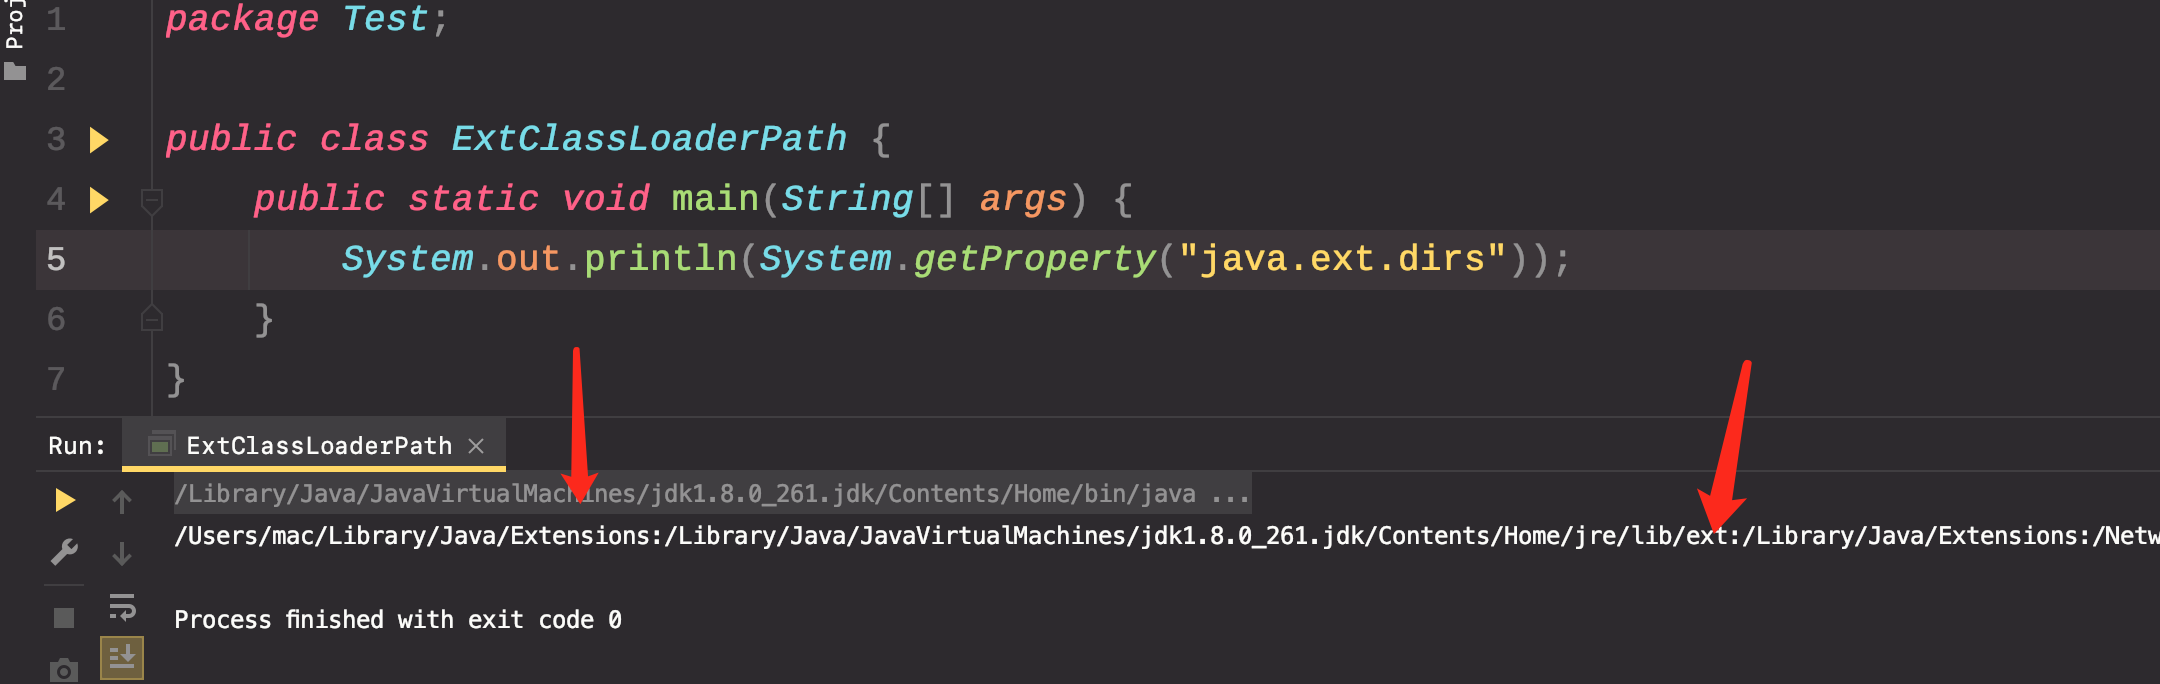 Proj
1 package Test;
2
3 public class ExtClassLoaderPath {
4 public static void main(String[] args) {
5 System.out.println(System.getProperty("java.ext.dirs"));
6 }
7 }
Run: ExtClassLoaderPath ×
/Library/Java/JavaVirtualMachines/jdk1.8.0_261.jdk/Contents/Home/bin/java ...
/Users/mac/Library/Java/Extensions:/Library/Java/JavaVirtualMachines/jdk1.8.0_261.jdk/Contents/Home/jre/lib/ext:/Library/Java/Extensions:/Netw
Process finished with exit code 0